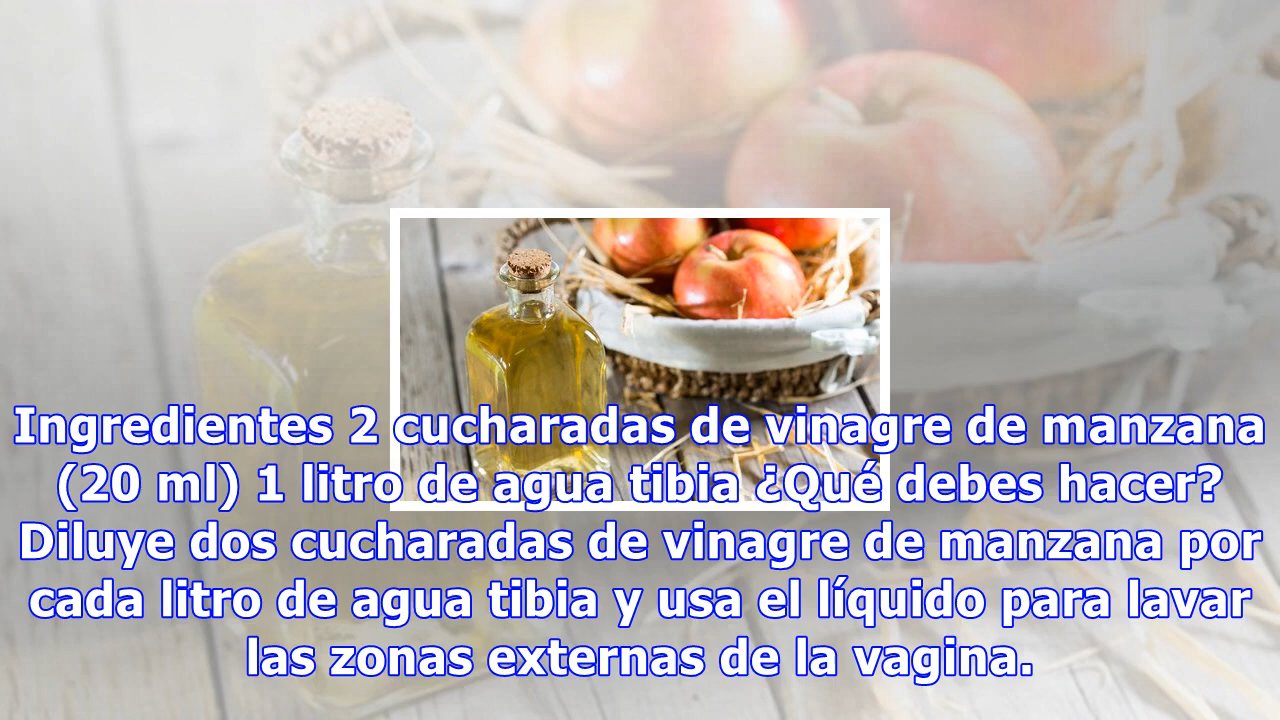 Ingredientes 2 cucharadas de vinagre de manzana
(20 ml) 1 litro de agua tibia ¿Qué debes hacer?
Diluye dos cucharadas de vinagre de manzana por
cada litro de agua tibia y usa el líquido para lavar
las zonas externas de la vagina.